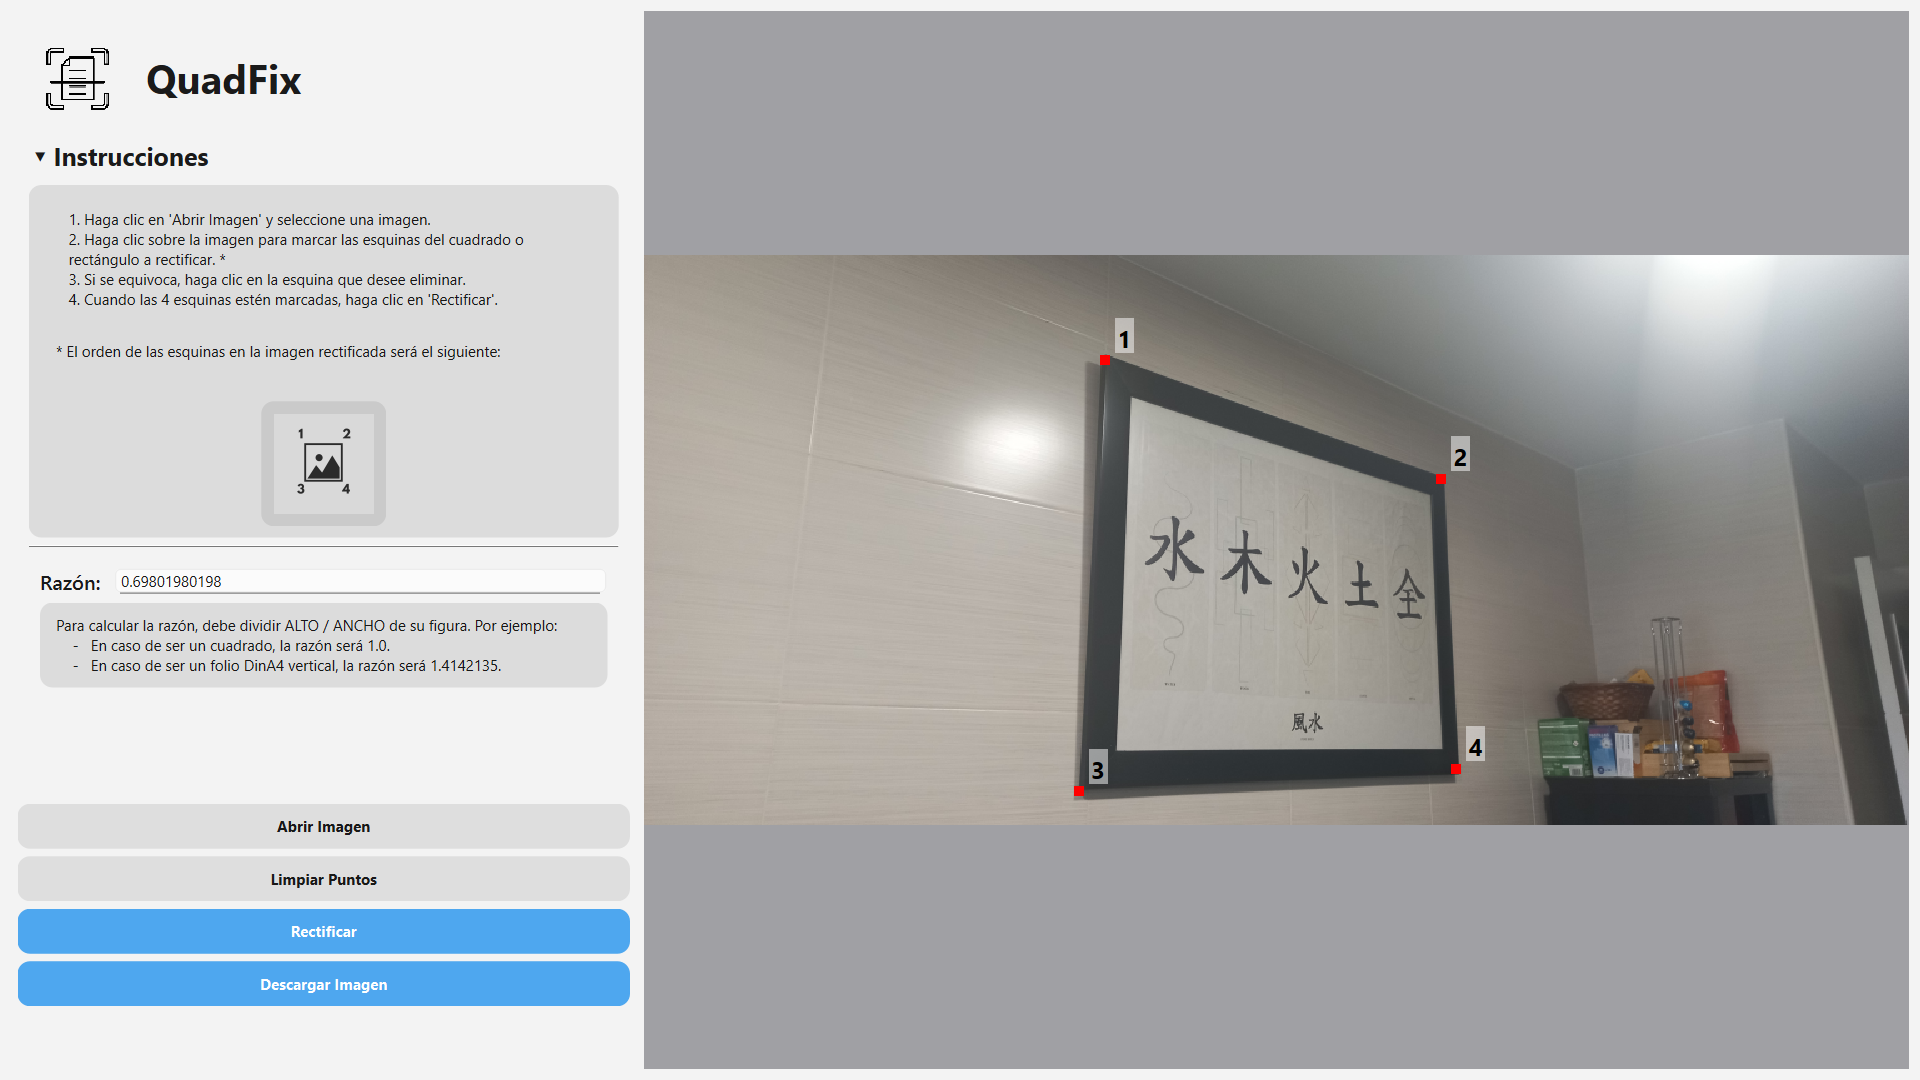 QuadFix
▼ Instrucciones
1. Haga clic en 'Abrir Imagen' y seleccione una imagen.
2. Haga clic sobre la imagen para marcar las esquinas del cuadrado o
rectángulo a rectificar. *
3. Si se equivoca, haga clic en la esquina que desee eliminar.
4. Cuando las 4 esquinas estén marcadas, haga clic en 'Rectificar'.
* El orden de las esquinas en la imagen rectificada será el siguiente:
1 2
3 4
Razón: 0.69801980198
Para calcular la razón, debe dividir ALTO / ANCHO de su figura. Por ejemplo:
- En caso de ser un cuadrado, la razón será 1.0.
- En caso de ser un folio DinA4 vertical, la razón será 1.4142135.
Abrir Imagen
Limpiar Puntos
Rectificar
Descargar Imagen
1
2
水木火土全
風水
3
4